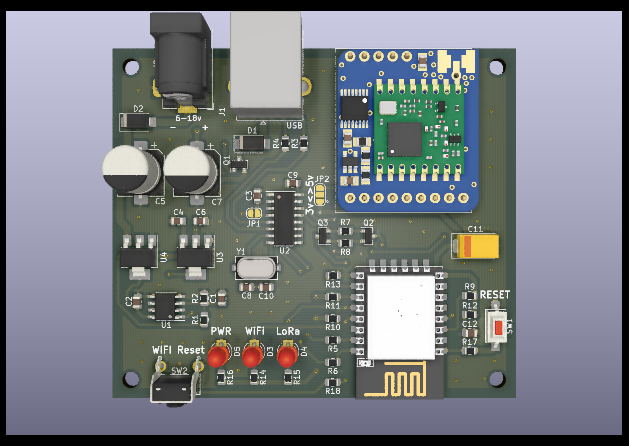 J1
6-18v
- +
D2
USB
D1
R4
R3
Q1
+
+
C5
C7
C9
C3
JP2
3V<=>5V
C4
C6
JP1
U2
Q3
R7
Q2
R8
C11
U4
U3
Y1
C8
C10
R13
R11
R10
R5
R6
R18
R9
RESET
R12
C12
R17
SW1
C2
U1
R2
C1
R1
PWR
WiFi
LoRa
D5
D3
D4
R16
R14
R15
WIFI Reset
SW2